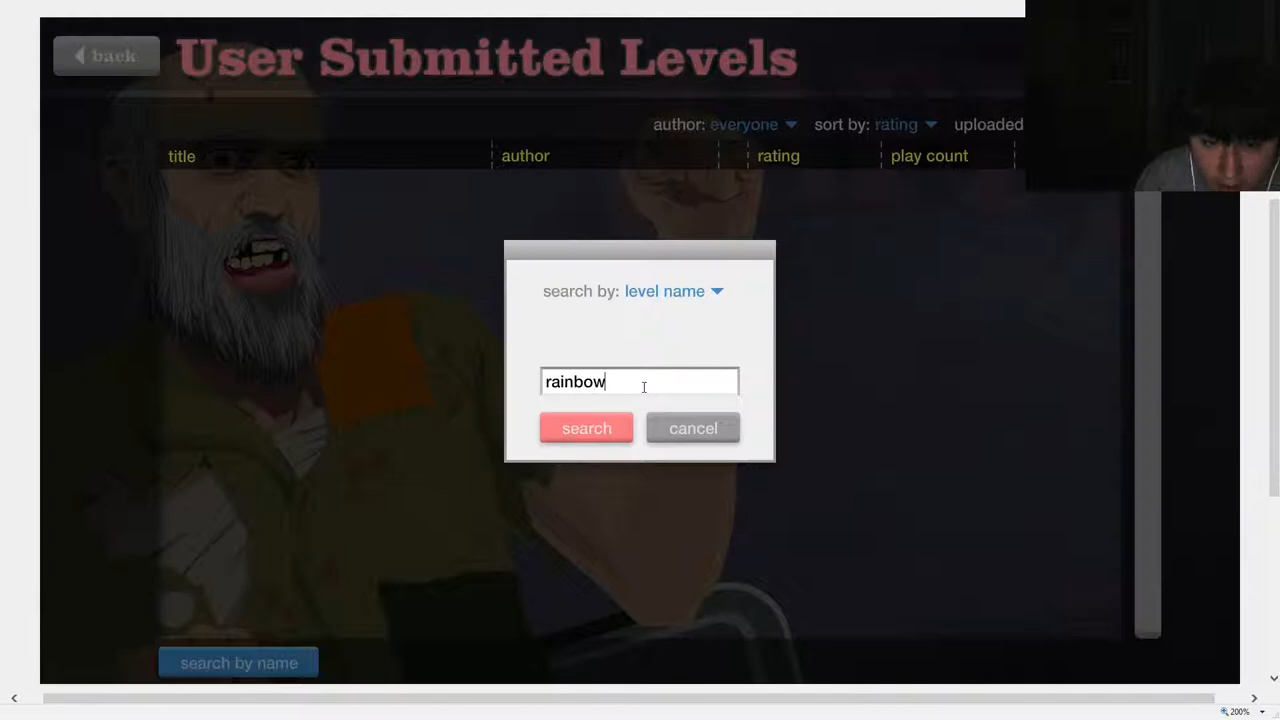 back
User Submitted Levels
author: everyone sort by: rating uploaded
title author rating play count
search by: level name
rainbow
search cancel
search by name
200%